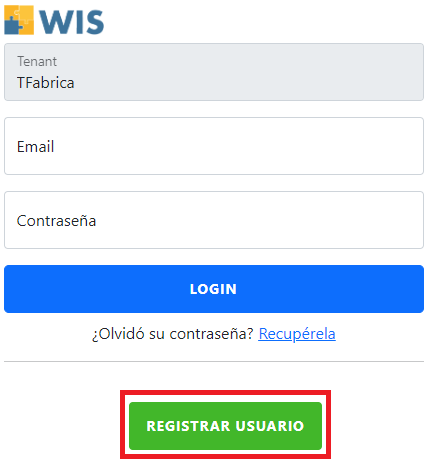 WIS
Tenant
TFabrica
Email
Contraseña
LOGIN
¿Olvidó su contraseña? Recupérela
REGISTRAR USUARIO